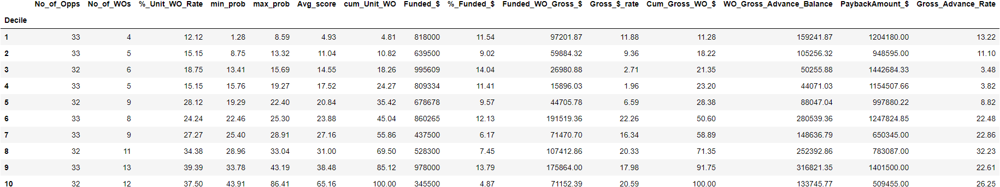 No_of_Opps No_of_WOs %_Unit_WO_Rate min_prob max_prob Avg_score cum_Unit_WO Funded_$ %_Funded_$ Funded_WO_Gross_$ Gross_$_rate Cum_Gross_WO_$ WO_Gross_Advance_Balance PaybackAmount_$ Gross_Advance_Rate
Decile
1 33 4 12.12 1.28 8.59 4.93 4.81 818000 11.54 97201.87 11.88 11.28 159241.87 1204180.00 13.22
2 33 5 15.15 8.75 13.32 11.04 10.82 639500 9.02 59884.32 9.36 18.22 105256.32 948595.00 11.10
3 32 6 18.75 13.41 15.69 14.55 18.26 995609 14.04 26980.88 2.71 21.35 50255.88 1442684.33 3.48
4 33 5 15.15 15.76 19.27 17.52 24.27 809334 11.41 15896.03 1.96 23.20 44071.03 1154507.66 3.82
5 32 9 28.12 19.29 22.40 20.84 35.42 678678 9.57 44705.78 6.59 28.38 88047.04 997880.22 8.82
6 33 8 24.24 22.46 25.30 23.88 45.04 860265 12.13 191519.36 22.26 50.60 280539.36 1247824.85 22.48
7 33 9 27.27 25.40 28.91 27.16 55.86 437500 6.17 71470.70 16.34 58.89 148636.79 650345.00 22.86
8 32 11 34.38 28.96 33.04 31.00 69.50 528300 7.45 107412.86 20.33 71.35 252392.86 783087.00 32.23
9 33 13 39.39 33.78 43.19 38.48 85.12 978000 13.79 175864.00 17.98 91.75 316821.35 1401500.00 22.61
10 32 12 37.50 43.91 86.41 65.16 100.00 345500 4.87 71152.39 20.59 100.00 133745.77 509455.00 26.25